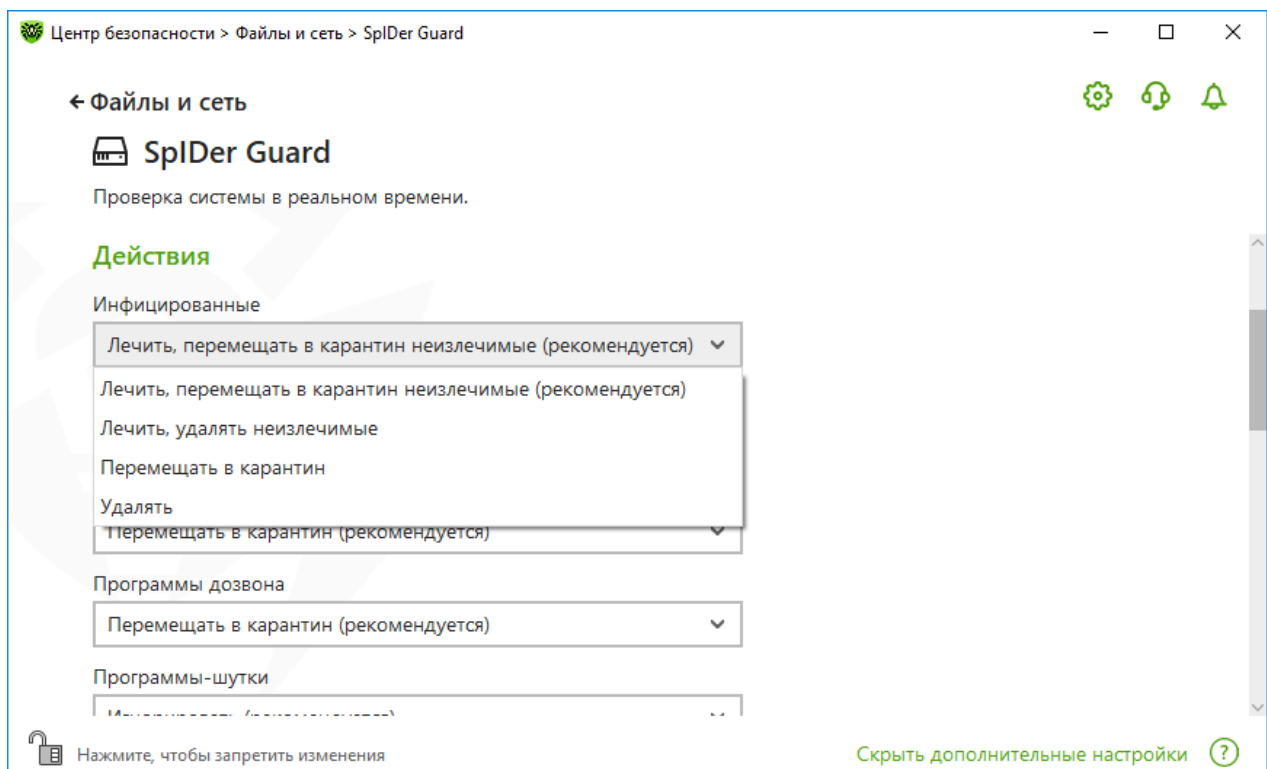 Центр безопасности > Файлы и сеть > SpIDer Guard
Файлы и сеть
SpIDer Guard
Проверка системы в реальном времени.
Действия
Инфицированные
Лечить, перемещать в карантин неизлечимые (рекомендуется)
Лечить, перемещать в карантин неизлечимые (рекомендуется)
Лечить, удалять неизлечимые
Перемещать в карантин
Удалять
Перемещать в карантин (рекомендуется)
Программы дозвона
Перемещать в карантин (рекомендуется)
Программы-шутки
Игнорировать (рекомендуется)
Нажмите, чтобы запретить изменения
Скрыть дополнительные настройки